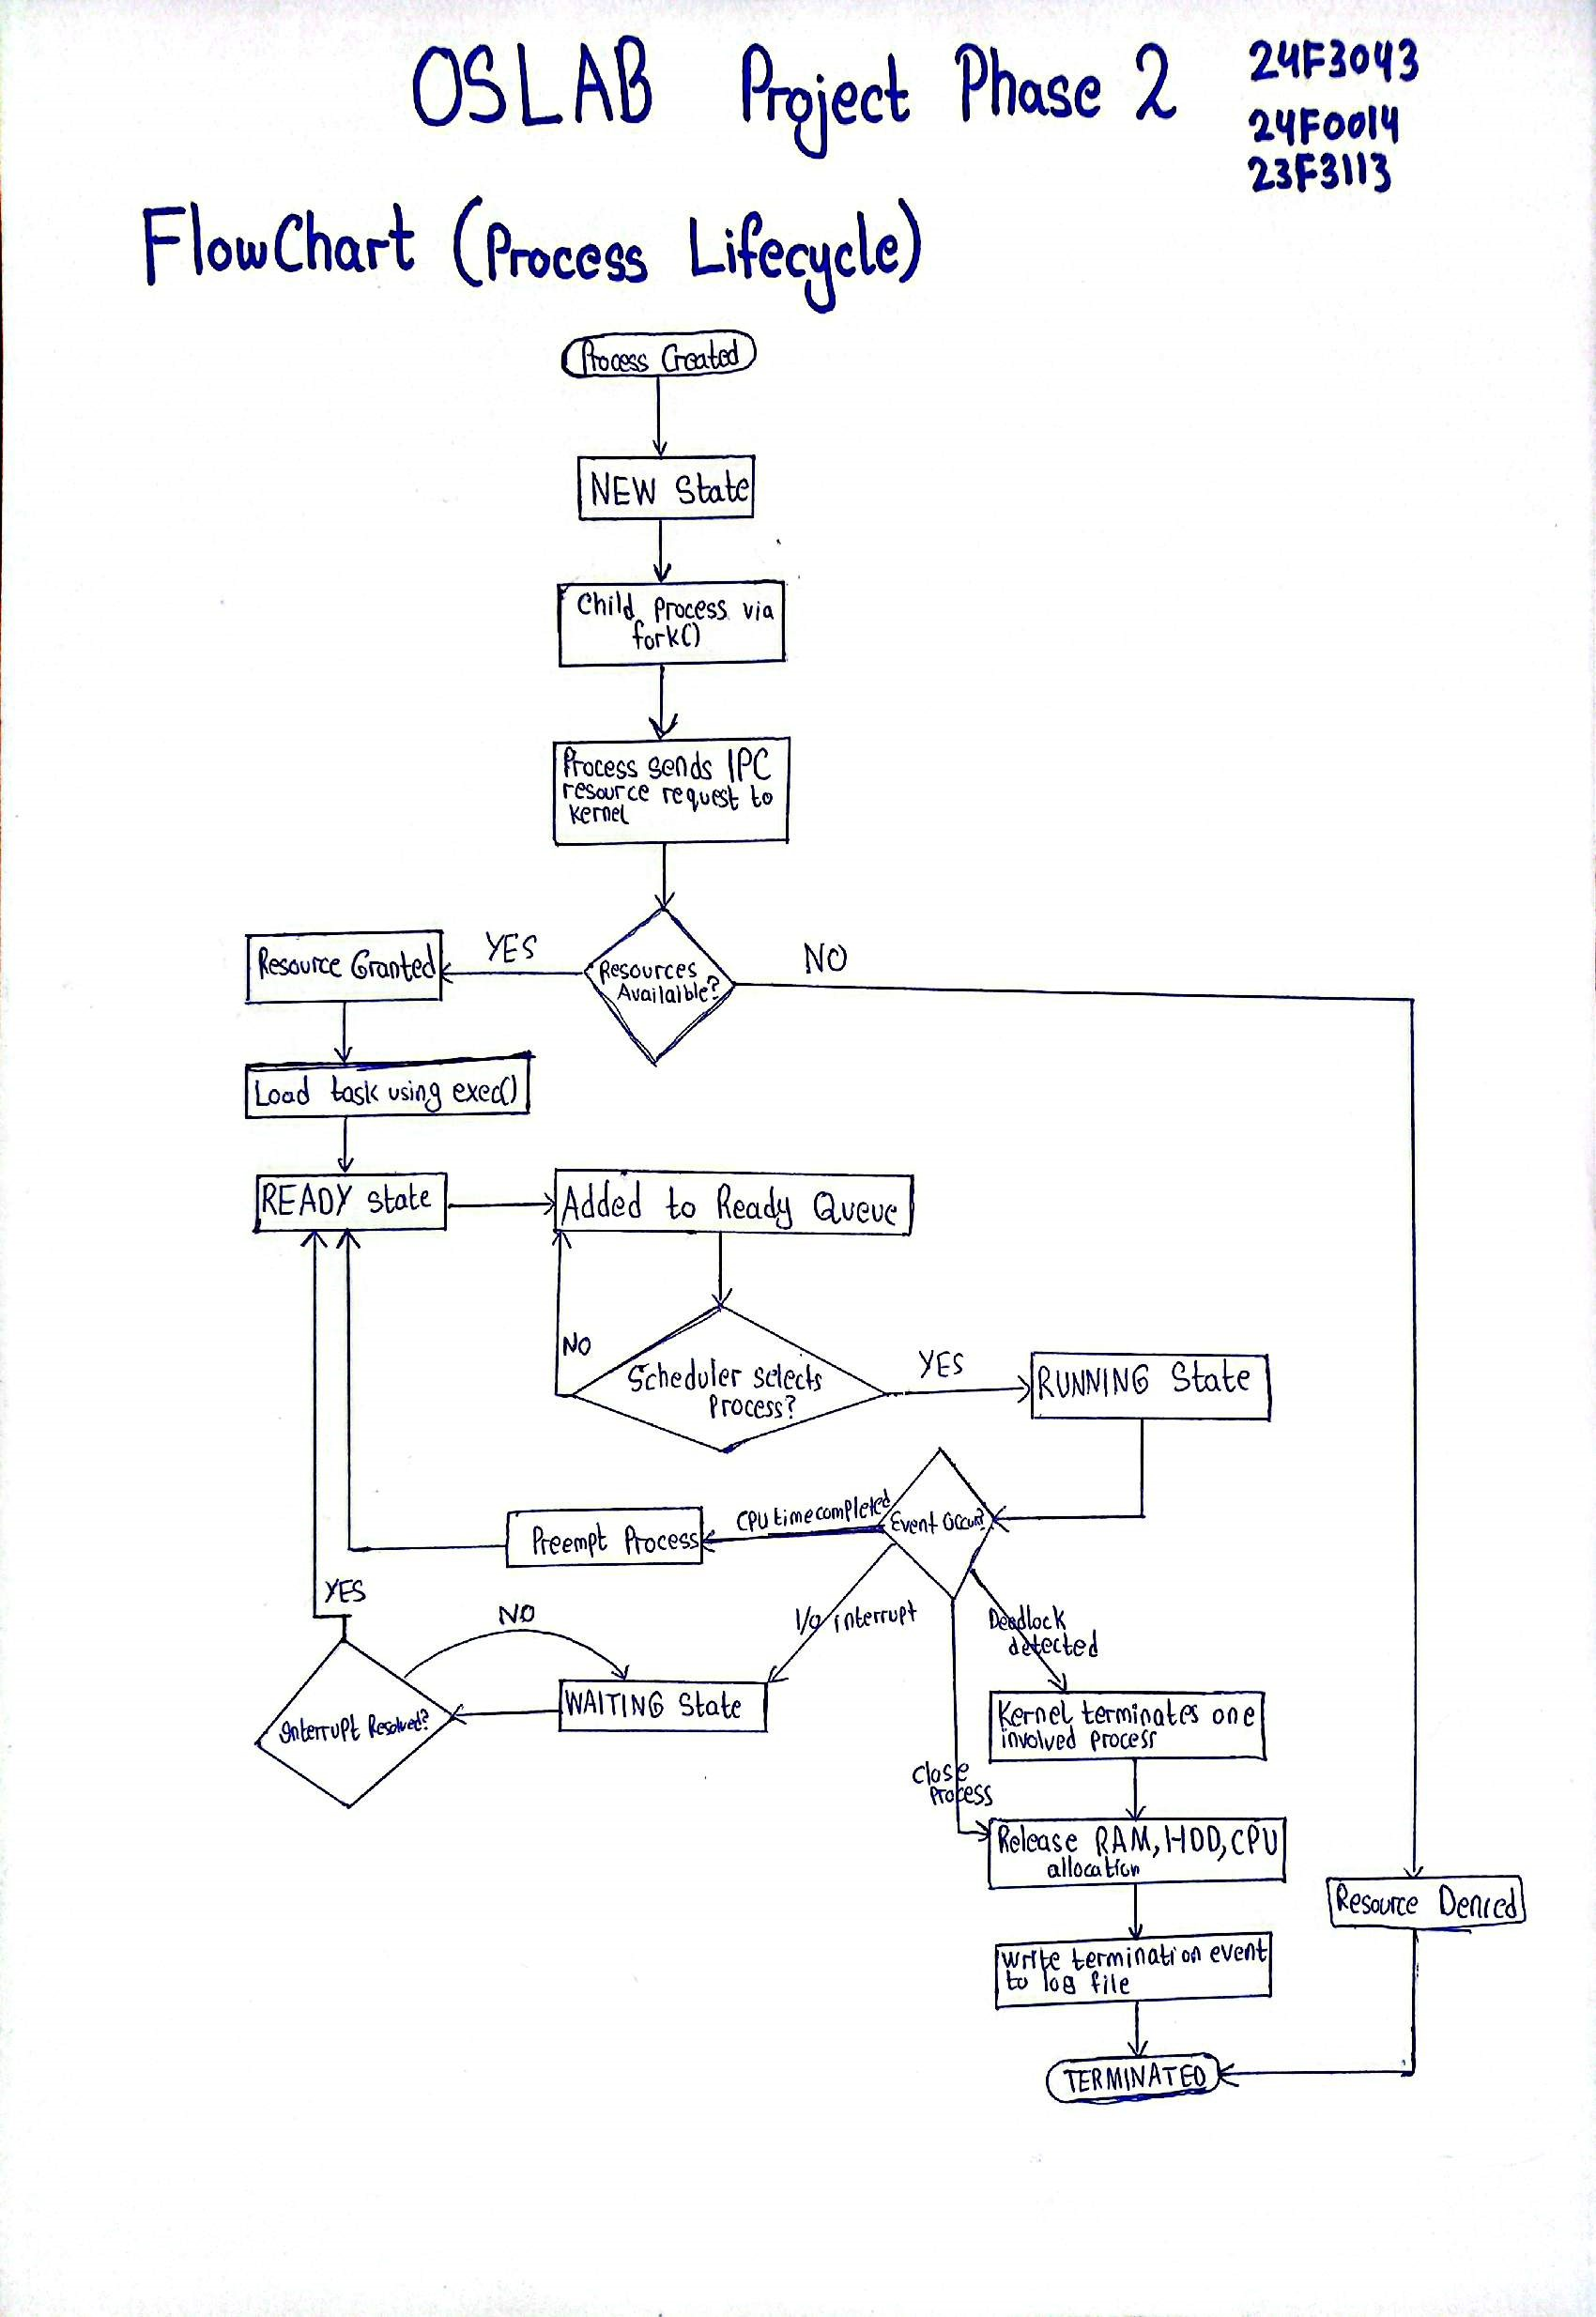 OSLAB Project Phase 2
24F3043
24F0014
23F3113
FlowChart (Process Lifecycle)
Process Created
NEW State
Child Process via
fork()
Process sends IPC
resource request to
kernel
Resource Granted
YES
Resources
Availaible?
NO
Load task using exec()
READY state
Added to Ready Queue
NO
Scheduler selects
Process?
YES
RUNNING State
Preempt Process
CPU time completed
Event Occur?
YES
NO
I/O interrupt
Deadlock
detected
Interrupt Resolved?
WAITING State
Kernel terminates one
involved process
Close
Process
Release RAM, HDD, CPU
allocation
Resource Denied
write termination event
to log file
TERMINATED